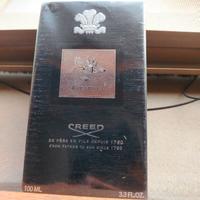 CREED
DE PÈRE EN FILS DEPUIS 1760
FROM FATHER TO SON SINCE 1760
100 ML
3.3 FL.OZ.